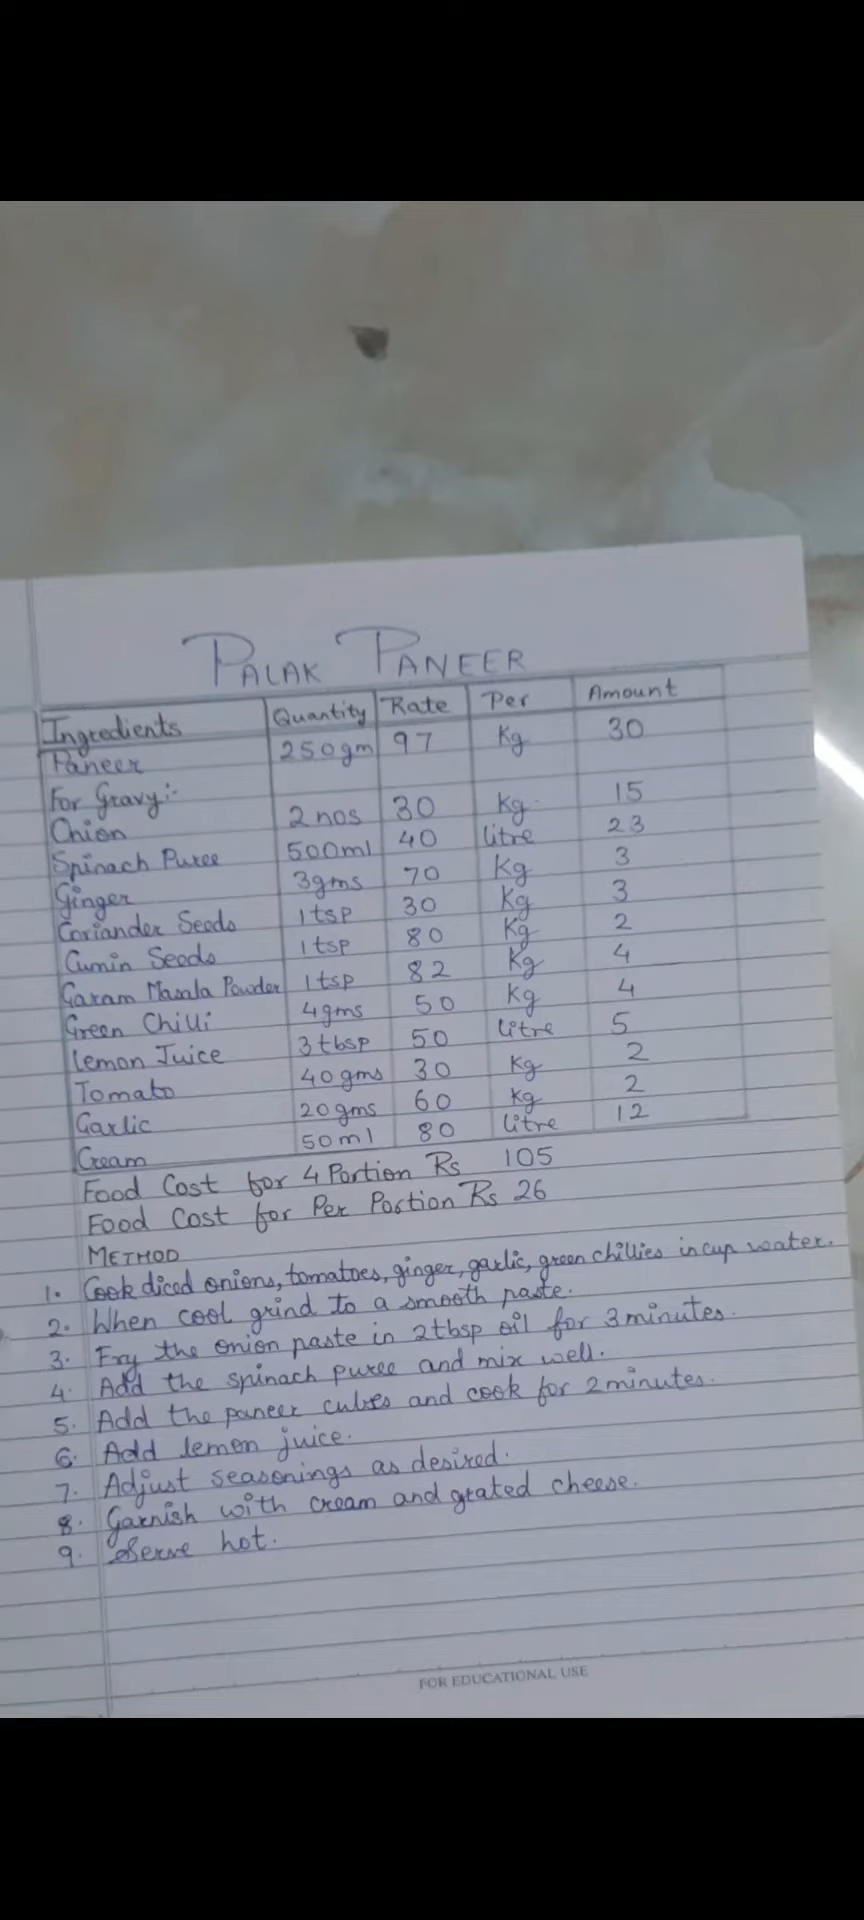 PALAK PANEER
Ingredients Quantity Rate Per Amount
Paneer 250gm 97 Kg 30
For Gravy:-
Onion 2 nos 30 Kg. 15
Spinach Puree 500ml 40 litre 23
Ginger 3gms 70 Kg 3
Coriander Seeds 1tsp 30 Kg 3
Cumin Seeds 1tsp 80 Kg 2
Garam Masala Powder 1tsp 82 Kg 4
Green Chilli 4gms 50 Kg 4
Lemon Juice 3tbsp 50 litre 5
Tomato 40gms 30 Kg 2
Garlic 20gms 60 Kg 2
Cream 50ml 80 litre 12
Food Cost for 4 Portion Rs 105
Food Cost for Per Portion Rs 26
METHOD
1. Cook diced onions, tomatoes, ginger, garlic, green chillies in cup water.
2. When cool grind to a smooth paste.
3. Fry the onion paste in 2tbsp oil for 3 minutes.
4. Add the spinach puree and mix well.
5. Add the paneer cubes and cook for 2 minutes.
6. Add lemon juice.
7. Adjust seasonings as desired.
8. Garnish with cream and grated cheese.
9. Serve hot.
FOR EDUCATIONAL USE